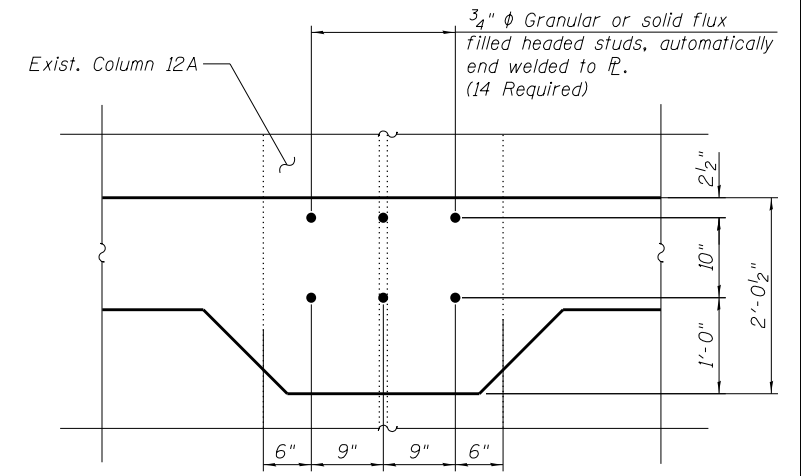 3/4" ϕ Granular or solid flux
filled headed studs, automatically
end welded to ℄.
(14 Required)
Exist. Column 12A
2 1/2"
10"
2'-0 1/2"
1'-0"
6" 9" 9" 6"